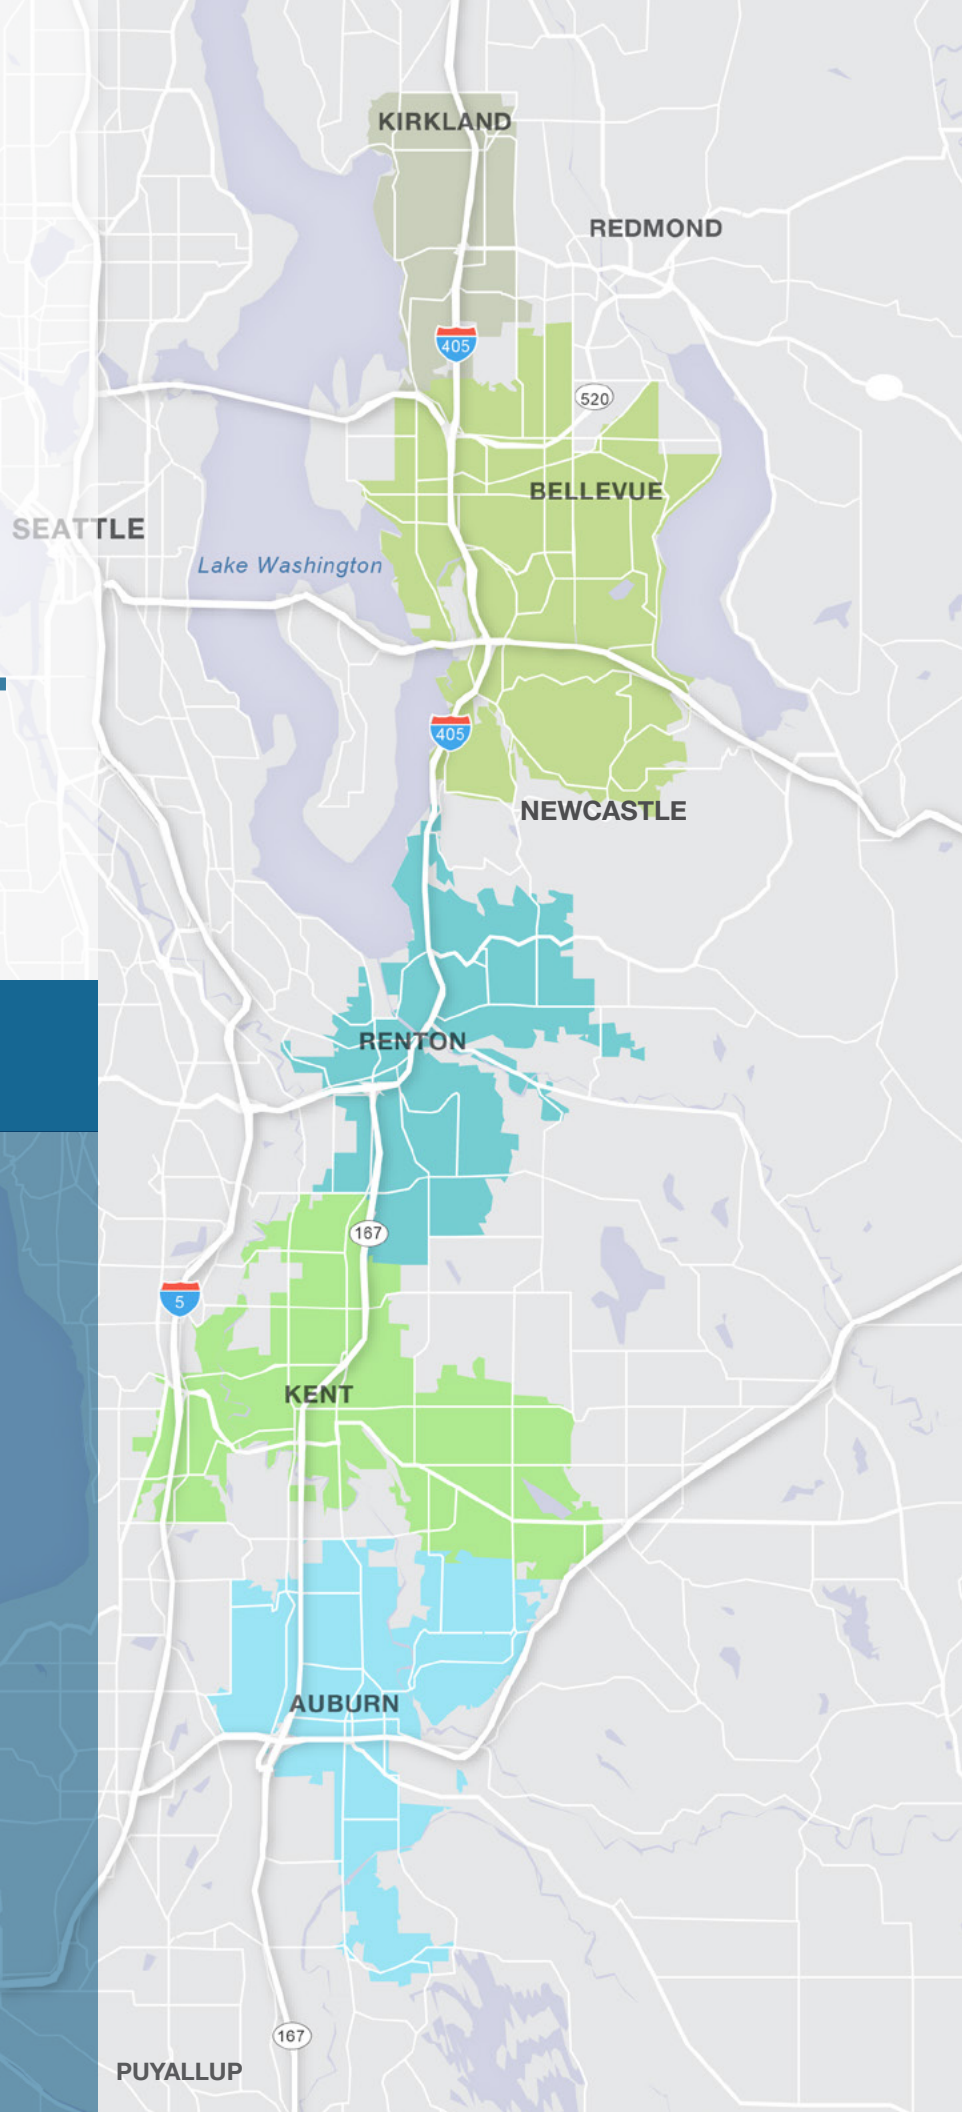 KIRKLAND
REDMOND
405
520
BELLEVUE
SEATTLE
Lake Washington
405
NEWCASTLE
RENTON
167
5
KENT
AUBURN
167
PUYALLUP